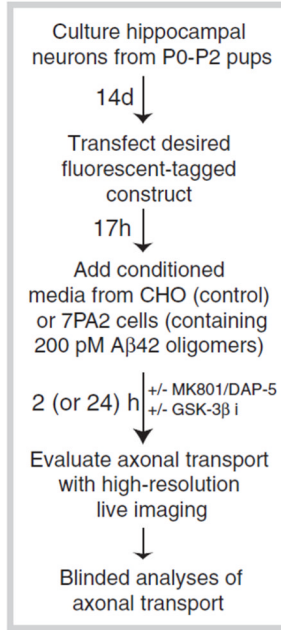 Culture hippocampal
neurons from P0-P2 pups
14d
Transfect desired
fluorescent-tagged
construct
17h
Add conditioned
media from CHO (control)
or 7PA2 cells (containing
200 pM Aβ42 oligomers)
2 (or 24) h
+/- MK801/DAP-5
+/- GSK-3β i
Evaluate axonal transport
with high-resolution
live imaging
Blinded analyses of
axonal transport